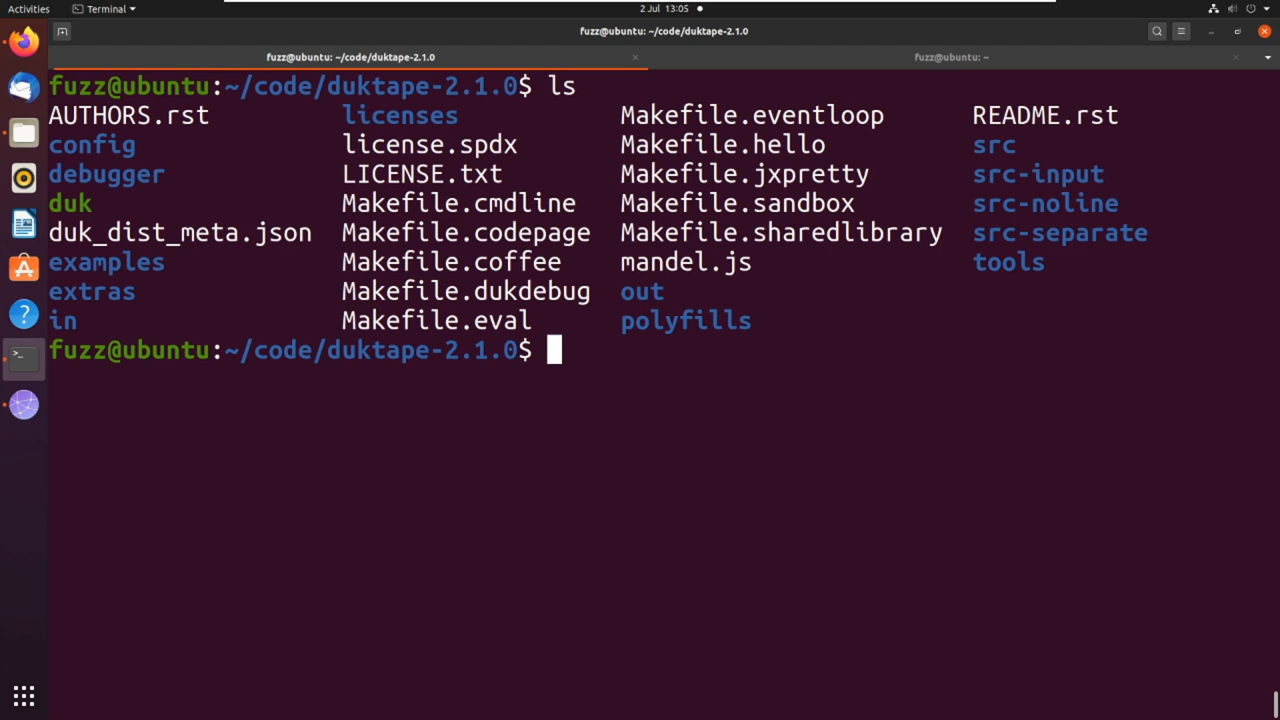 Activities Terminal 2 Jul 13:05
fuzz@ubuntu: ~/code/duktape-2.1.0
fuzz@ubuntu: ~/code/duktape-2.1.0 fuzz@ubuntu: ~
fuzz@ubuntu:~/code/duktape-2.1.0$ ls
AUTHORS.rst licenses Makefile.eventloop README.rst
config license.spdx Makefile.hello src
debugger LICENSE.txt Makefile.jxpretty src-input
duk Makefile.cmdline Makefile.sandbox src-noline
duk_dist_meta.json Makefile.codepage Makefile.sharedlibrary src-separate
examples Makefile.coffee mandel.js tools
extras Makefile.dukdebug out
in Makefile.eval polyfills
fuzz@ubuntu:~/code/duktape-2.1.0$